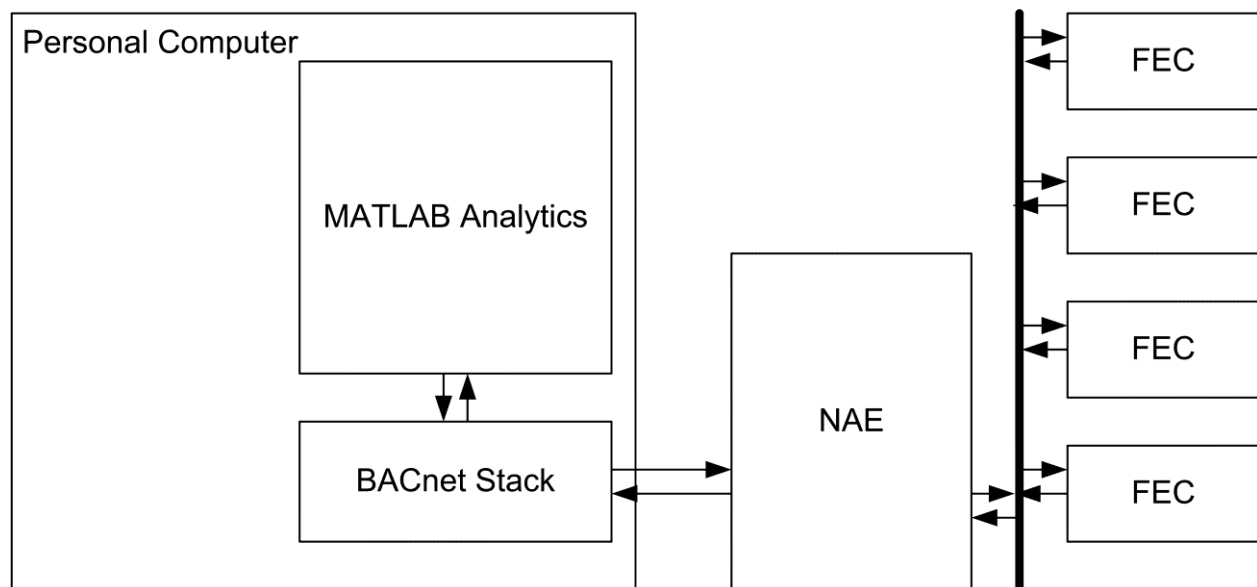 Personal Computer
MATLAB Analytics
BACnet Stack
NAE
FEC
FEC
FEC
FEC